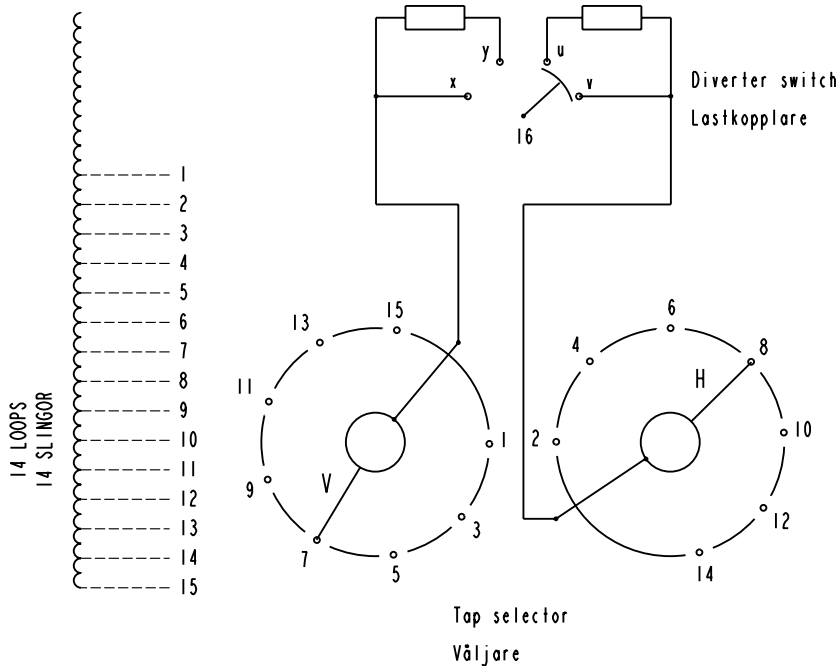 y
u
x
v
16
Diverter switch
Lastkopplare
1
2
3
4
5
6
7
8
9
10
11
12
13
14
15
14 LOOPS
14 SLINGOR
15
13
11
9
7
5
3
1
V
6
4
2
8
10
12
14
H
Tap selector
Väljare